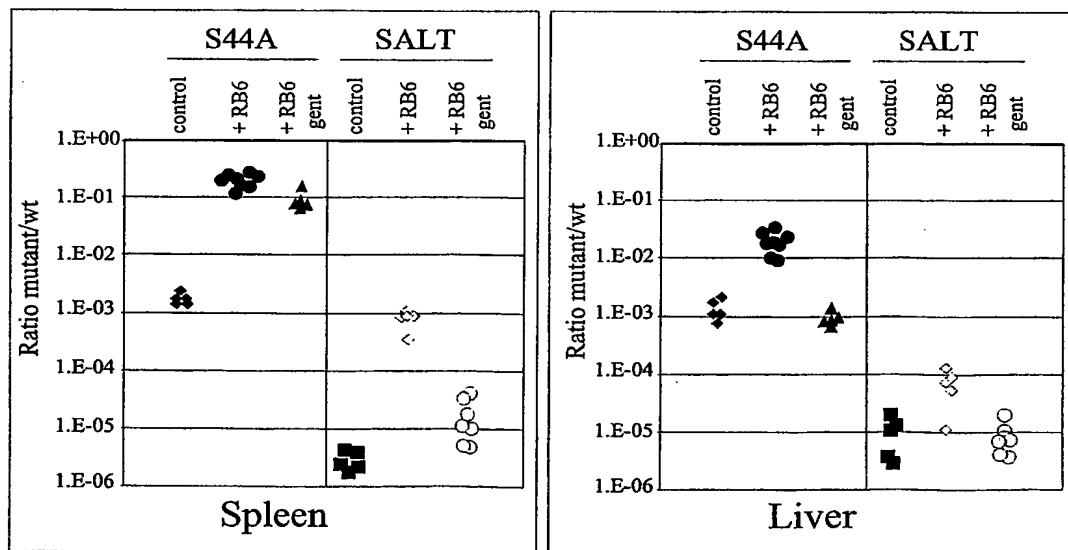 S44A SALT
control
+ RB6
+ RB6
gent
control
+ RB6
+ RB6
gent
Ratio mutant/wt
1.E+00
1.E-01
1.E-02
1.E-03
1.E-04
1.E-05
1.E-06
Spleen
S44A SALT
control
+ RB6
+ RB6
gent
control
+ RB6
+ RB6
gent
Ratio mutant/wt
1.E+00
1.E-01
1.E-02
1.E-03
1.E-04
1.E-05
1.E-06
Liver